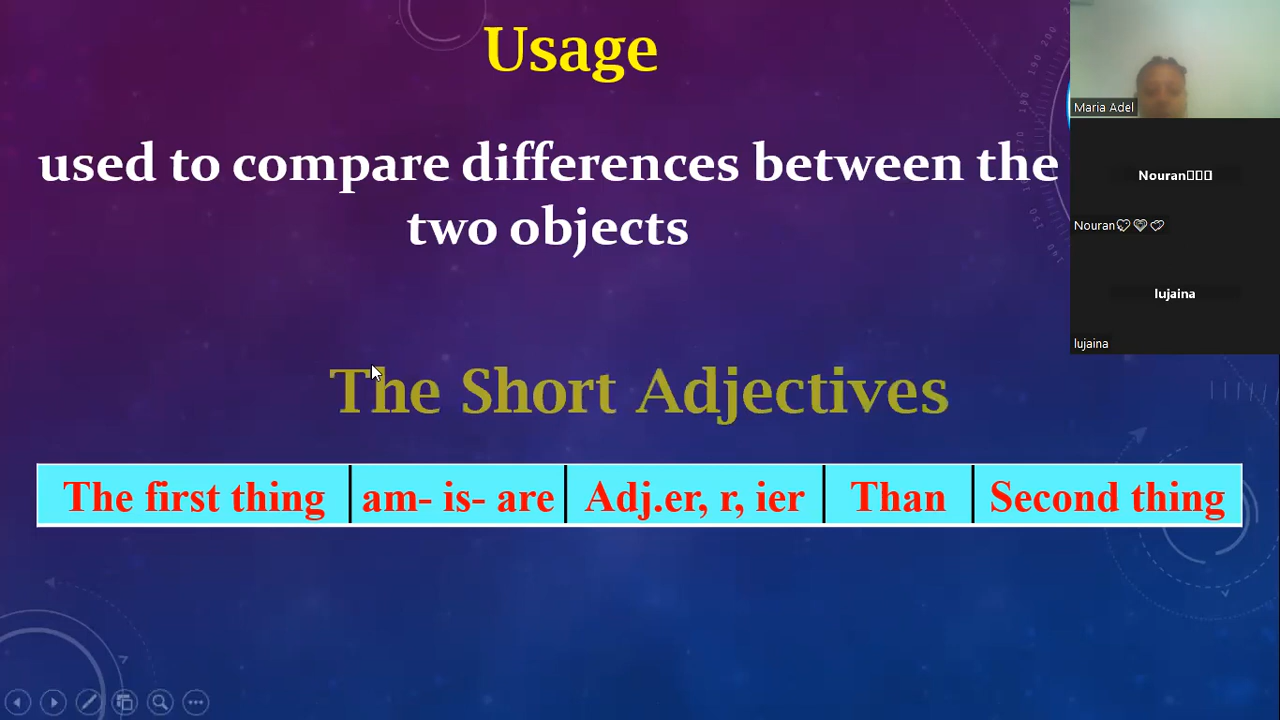 Usage
used to compare differences between the
two objects
The Short Adjectives
The first thing am- is- are Adj.er, r, ier Than Second thing
Maria Adel
Nouran▯▯▯
Nouran♡♡♡
lujaina
lujaina